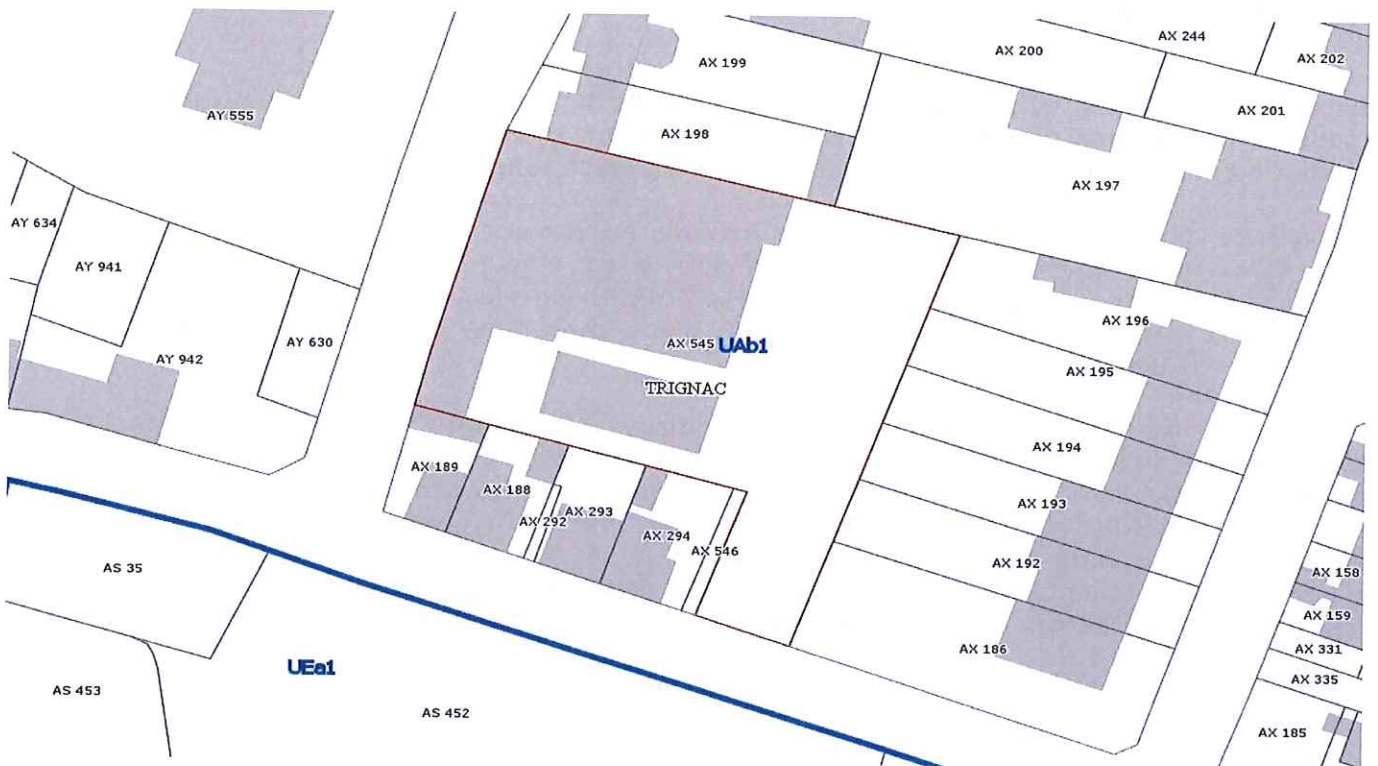 AX 244
AX 200
AX 202
AX 199
AX 201
AY 555
AX 198
AX 197
AY 634
AY 941
AX 196
AX 545
UAb1
AY 630
AY 942
AX 195
TRIGNAC
AX 194
AX 189
AX 188
AX 193
AX 293
AX 292
AX 294
AX 546
AX 192
AS 35
AX 158
AX 159
AX 186
AX 331
UEa1
AX 335
AS 453
AS 452
AX 185